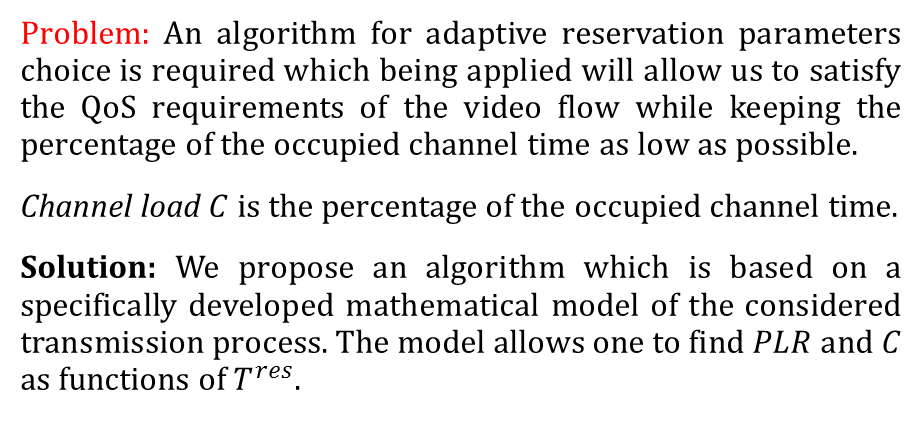 Problem: An algorithm for adaptive reservation parameters
choice is required which being applied will allow us to satisfy
the QoS requirements of the video flow while keeping the
percentage of the occupied channel time as low as possible.
Channel load C is the percentage of the occupied channel time.
Solution: We propose an algorithm which is based on a
specifically developed mathematical model of the considered
transmission process. The model allows one to find PLR and C
as functions of T^res.